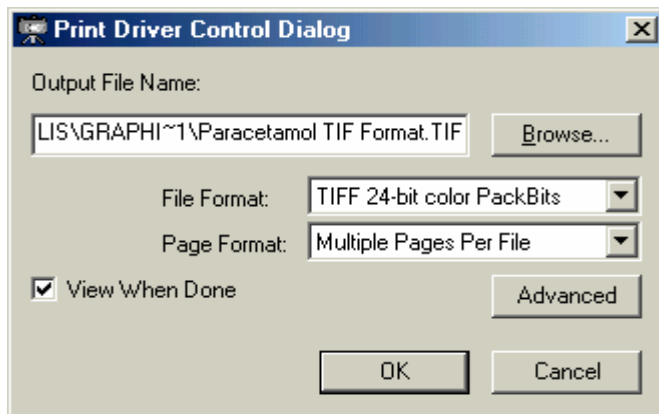 Print Driver Control Dialog
Output File Name:
LIS\GRAPHI~1\Paracetamol TIF Format.TIF
Browse...
File Format:
TIFF 24-bit color PackBits
Page Format:
Multiple Pages Per File
View When Done
Advanced
OK
Cancel